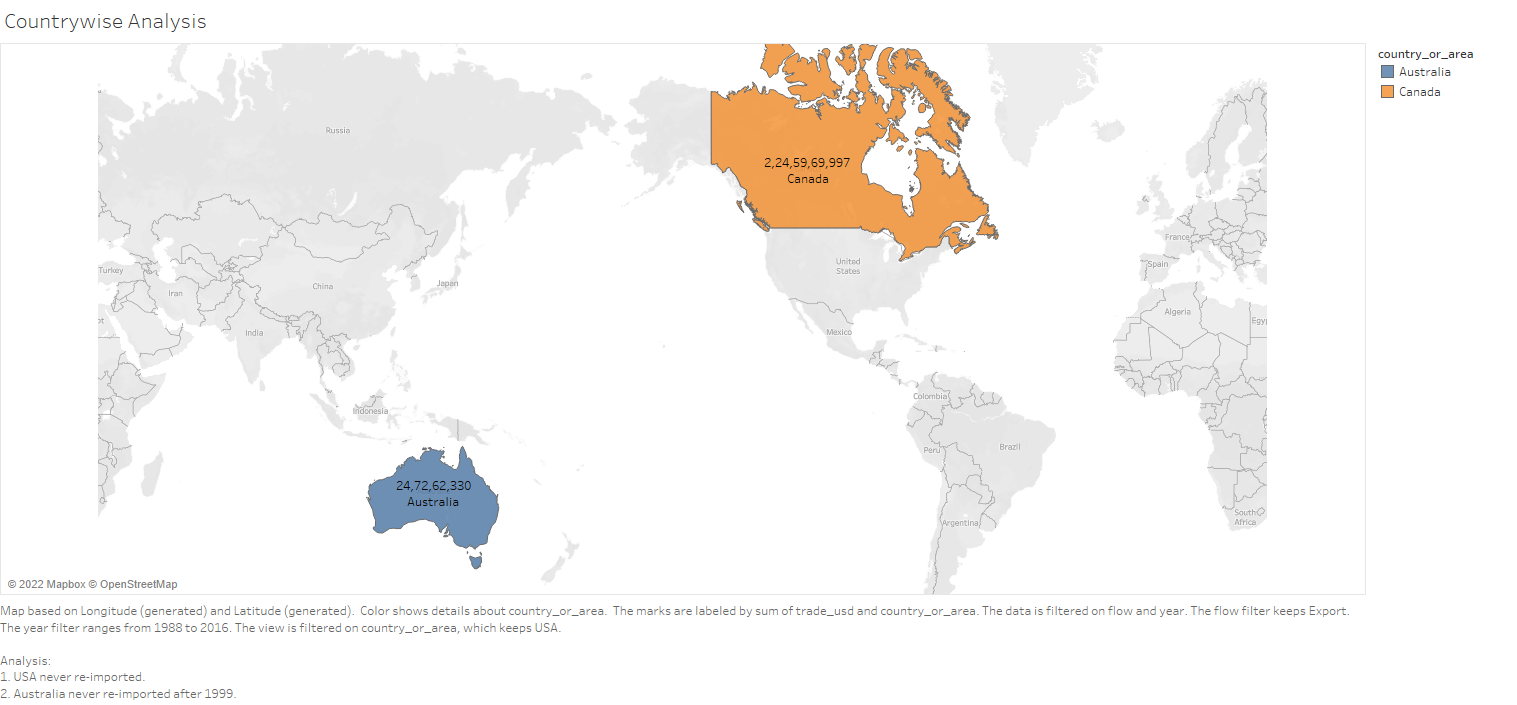 Countrywise Analysis
country_or_area
Australia
Canada
Russia
2,24,59,69,997
Canada
France
Turkey
Spain
United
States
China
Japan
Iran
Algeria
ot
Egyp
India
Mexico
Colombia
Indonesia
Brazil
Peru
24,72,62,330
Australia
South
Africa
Argentina
© 2022 Mapbox © OpenStreetMap
Map based on Longitude (generated) and Latitude (generated). Color shows details about country_or_area. The marks are labeled by sum of trade_usd and country_or_area. The data is filtered on flow and year. The flow filter keeps Export.
The year filter ranges from 1988 to 2016. The view is filtered on country_or_area, which keeps USA.
Analysis:
1. USA never re-imported.
2. Australia never re-imported after 1999.